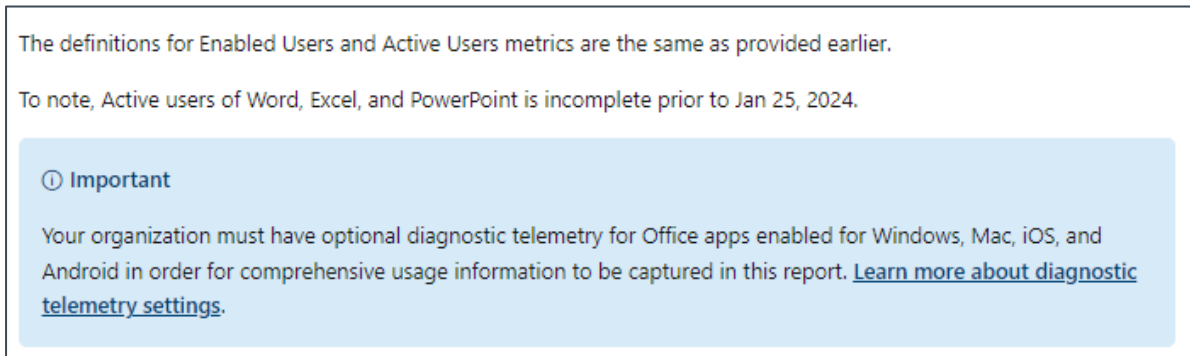 The definitions for Enabled Users and Active Users metrics are the same as provided earlier.
To note, Active users of Word, Excel, and PowerPoint is incomplete prior to Jan 25, 2024.
Important
Your organization must have optional diagnostic telemetry for Office apps enabled for Windows, Mac, iOS, and
Android in order for comprehensive usage information to be captured in this report. Learn more about diagnostic
telemetry settings.